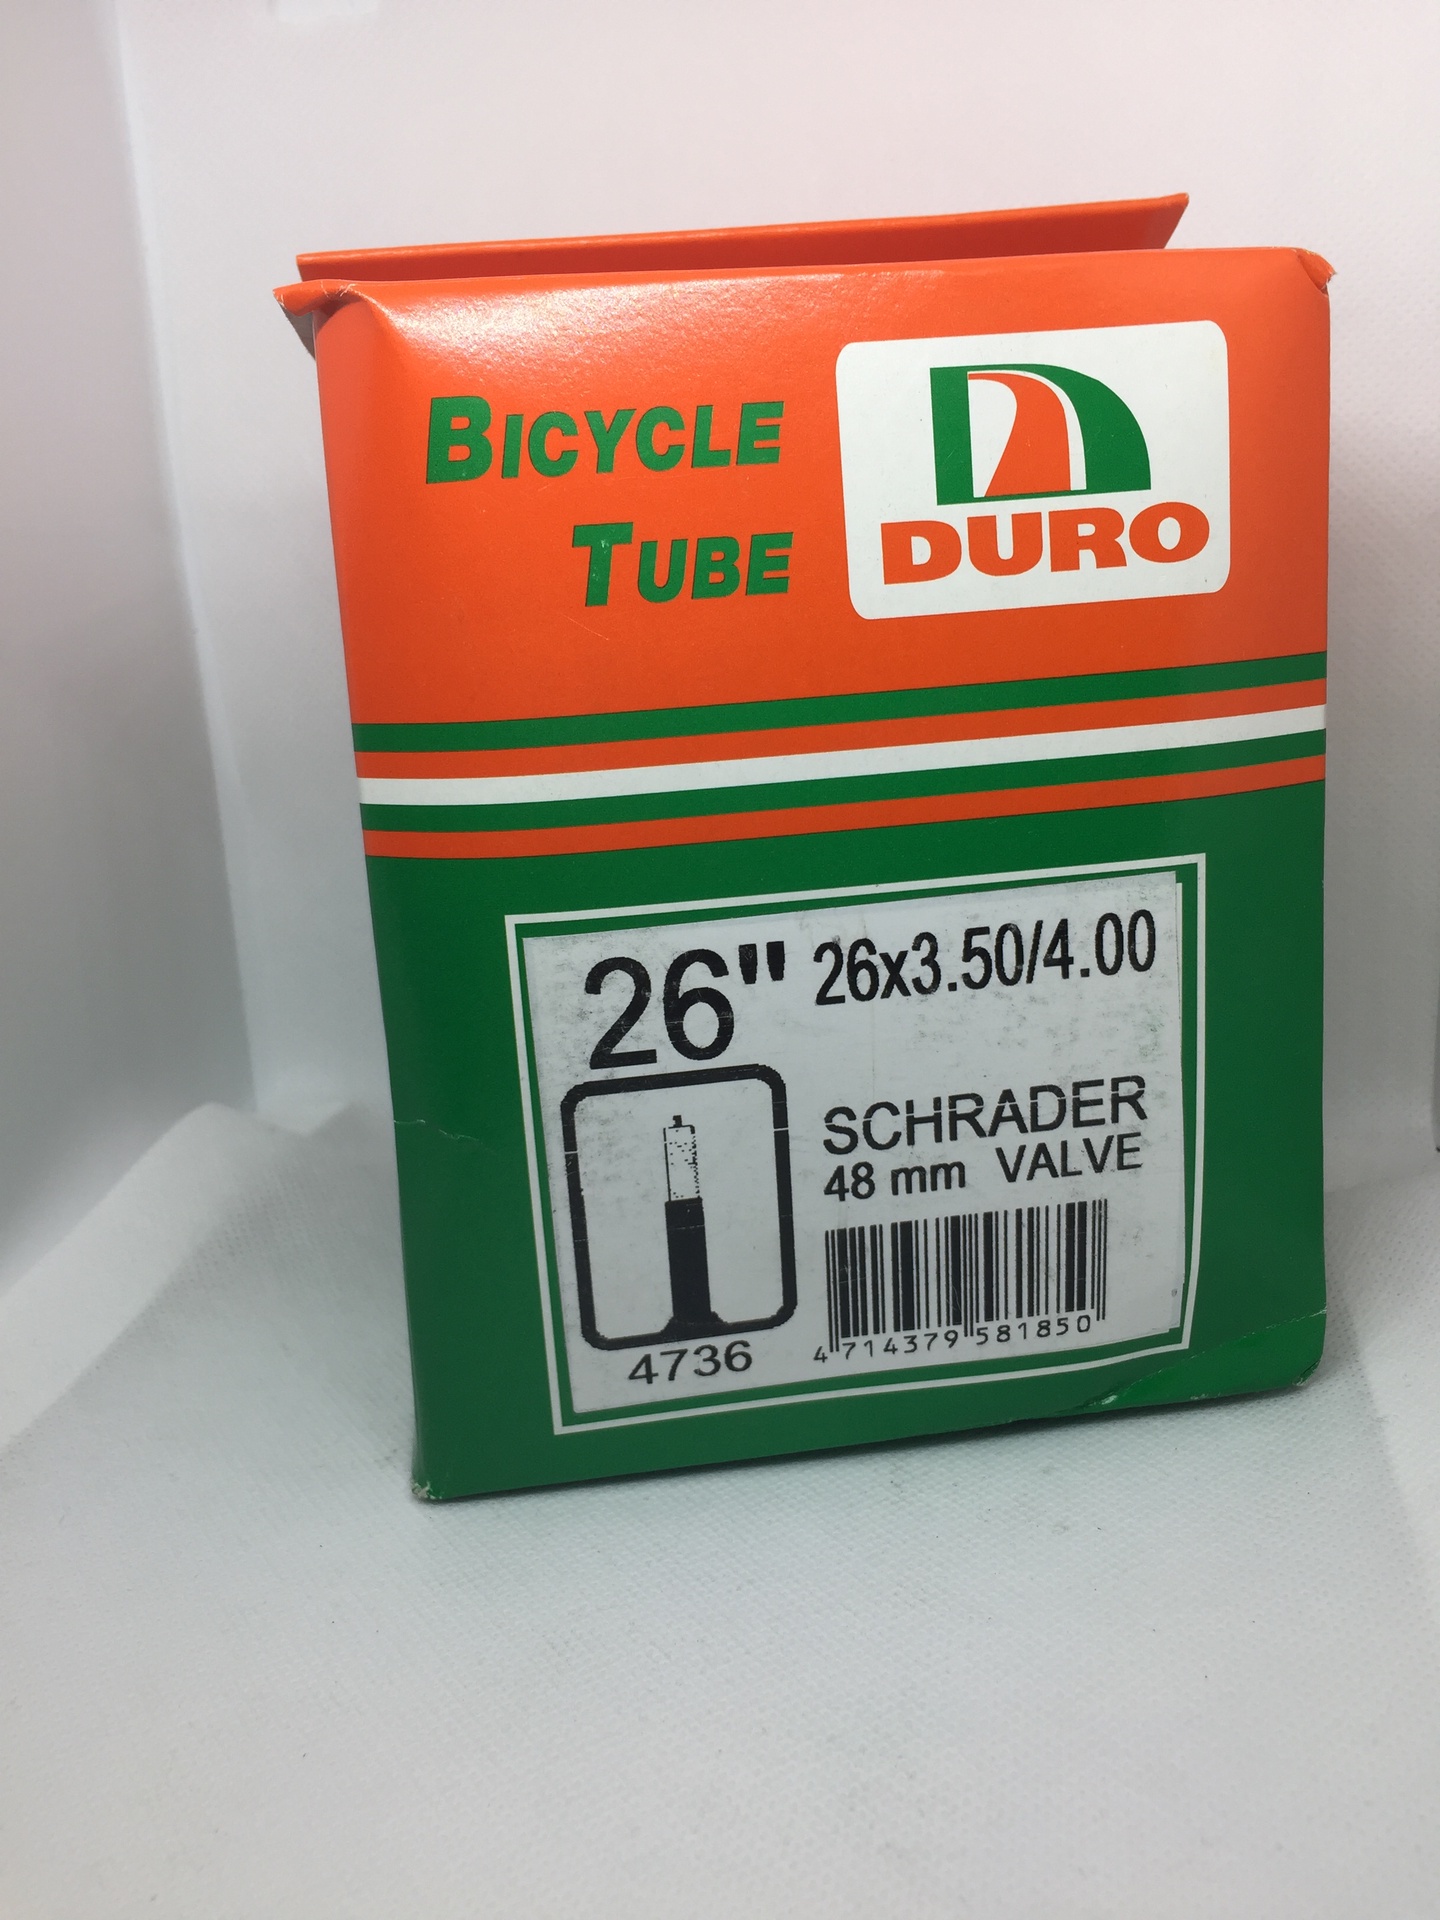 BICYCLE
TUBE
DURO
26" 26x3.50/4.00
SCHRADER
48 mm VALVE
4736
4 714379 581850